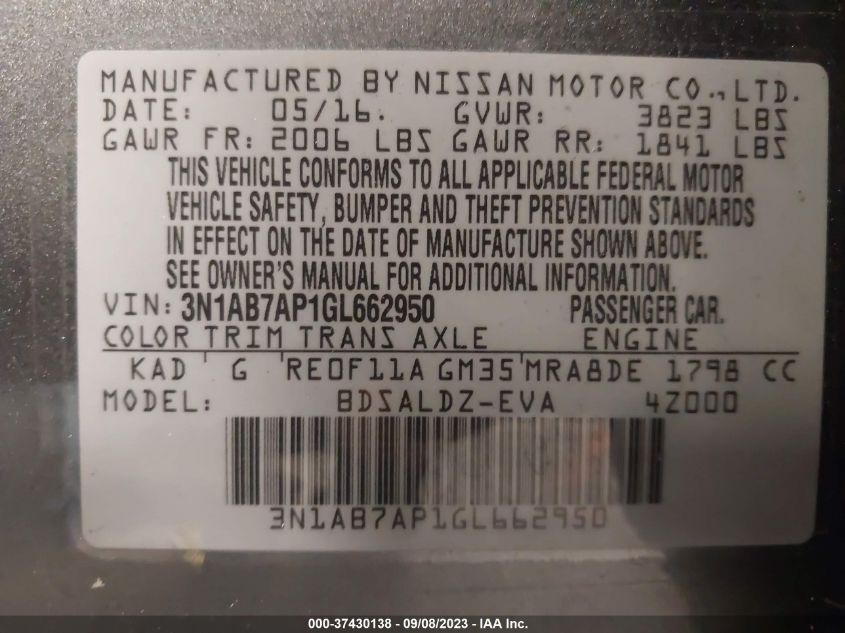 MANUFACTURED BY NISSAN MOTOR CO., LTD.
DATE: 05/16. GVWR: 3823 LBS
GAWR FR: 2006 LBS GAWR RR: 1841 LBS
THIS VEHICLE CONFORMS TO ALL APPLICABLE FEDERAL MOTOR
VEHICLE SAFETY, BUMPER AND THEFT PREVENTION STANDARDS
IN EFFECT ON THE DATE OF MANUFACTURE SHOWN ABOVE.
SEE OWNER'S MANUAL FOR ADDITIONAL INFORMATION.
VIN: 3N1AB7AP1GL662950 PASSENGER CAR.
COLOR TRIM TRANS AXLE ENGINE
KAD G RE0F11A GM35 MRA8DE 1798 CC
MODEL: BDSALDZ-EVA 4Z000
3N1AB7AP1GL662950
000-37430138 - 09/08/2023 - IAA Inc.